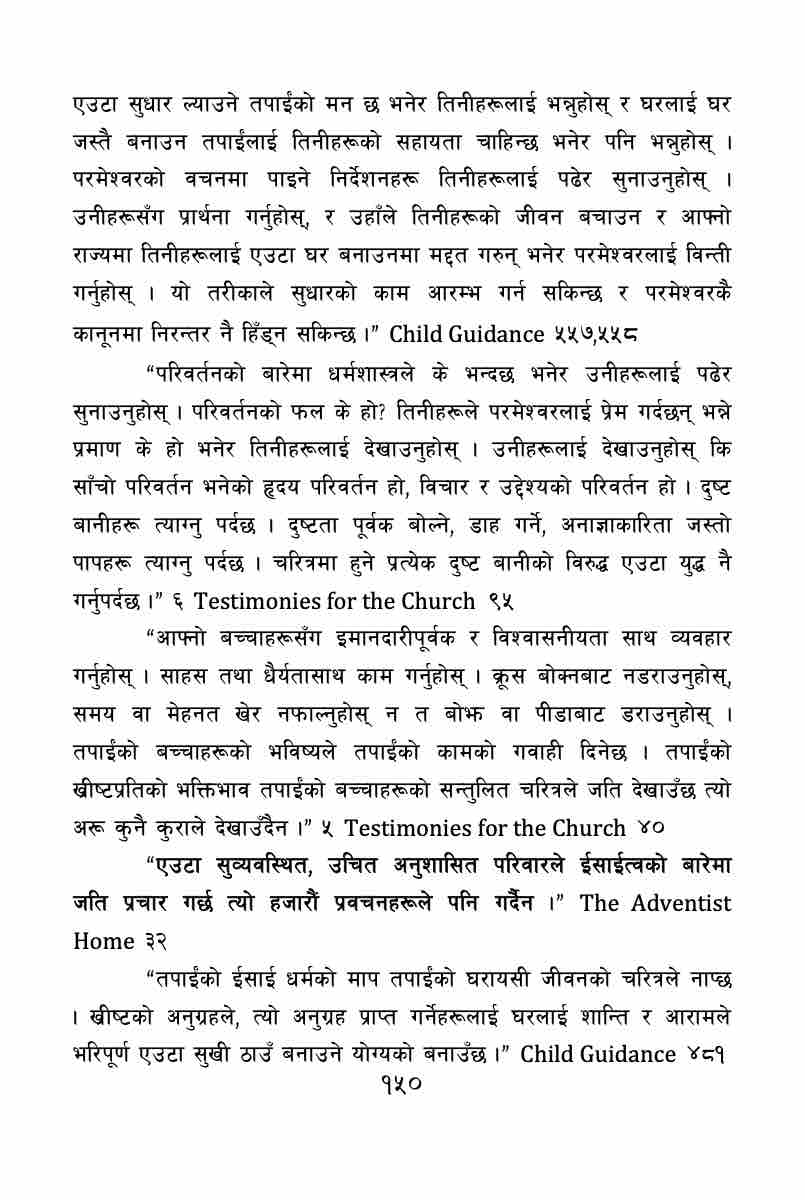 एउटा सुधार ल्याउने तपाईंको मन छ भनेर तिनीहरूलाई भन्नुहोस् र घरलाई घर
जस्तै बनाउन तपाईंलाई तिनीहरूको सहायता चाहिन्छ भनेर पनि भन्नुहोस् ।
परमेश्वरको वचनमा पाइने निर्देशनहरू तिनीहरूलाई पढेर सुनाउनुहोस् ।
उनीहरूसँग प्रार्थना गर्नुहोस्, र उहाँले तिनीहरूको जीवन बचाउन र आफ्नो
राज्यमा तिनीहरूलाई एउटा घर बनाउनमा मद्दत गरुन् भनेर परमेश्वरलाई विन्ती
गर्नुहोस् । यो तरीकाले सुधारको काम आरम्भ गर्न सकिन्छ र परमेश्वरकै
कानूनमा निरन्तर नै हिँड्न सकिन्छ ।” Child Guidance ५५७,५५८
“परिवर्तनको बारेमा धर्मशास्त्रले के भन्दछ भनेर उनीहरूलाई पढेर
सुनाउनुहोस् । परिवर्तनको फल के हो? तिनीहरूले परमेश्वरलाई प्रेम गर्दछन् भन्ने
प्रमाण के हो भनेर तिनीहरूलाई देखाउनुहोस् । उनीहरूलाई देखाउनुहोस् कि
साँचो परिवर्तन भनेको हृदय परिवर्तन हो, विचार र उद्देश्यको परिवर्तन हो । दुष्ट
बानीहरू त्याग्नु पर्दछ । दुष्टता पूर्वक बोल्ने, डाह गर्ने, अनाज्ञाकारिता जस्तो
पापहरू त्याग्नु पर्दछ । चरित्रमा हुने प्रत्येक दुष्ट बानीको विरुद्ध एउटा युद्ध नै
गर्नुपर्दछ ।” ६ Testimonies for the Church ९५
“आफ्नो बच्चाहरूसँग इमानदारीपूर्वक र विश्वासनीयता साथ व्यवहार
गर्नुहोस् । साहस तथा धैर्यतासाथ काम गर्नुहोस् । क्रूस बोक्नबाट नडराउनुहोस्,
समय वा मेहनत खेर नफाल्नुहोस् न त बोझ वा पीडाबाट डराउनुहोस् ।
तपाईंको बच्चाहरूको भविष्यले तपाईंको कामको गवाही दिनेछ । तपाईंको
ख्रीष्टप्रतिको भक्तिभाव तपाईंको बच्चाहरूको सन्तुलित चरित्रले जति देखाउँछ त्यो
अरू कुनै कुराले देखाउँदैन ।” ५ Testimonies for the Church ४०
“एउटा सुव्यवस्थित, उचित अनुशासित परिवारले ईसाईत्वको बारेमा
जति प्रचार गर्छ त्यो हजारौं प्रवचनहरूले पनि गर्दैन ।” The Adventist
Home ३२
“तपाईंको ईसाई धर्मको माप तपाईंको घरायसी जीवनको चरित्रले नाप्छ
। ख्रीष्टको अनुग्रहले, त्यो अनुग्रह प्राप्त गर्नेहरूलाई घरलाई शान्ति र आरामले
भरिपूर्ण एउटा सुखी ठाउँ बनाउने योग्यको बनाउँछ ।” Child Guidance ४८१
१५०